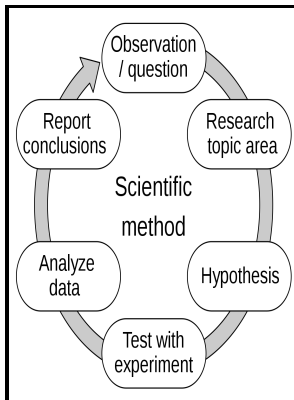 Observation
/ question
Research
topic area
Hypothesis
Test with
experiment
Analyze
data
Report
conclusions
Scientific
method